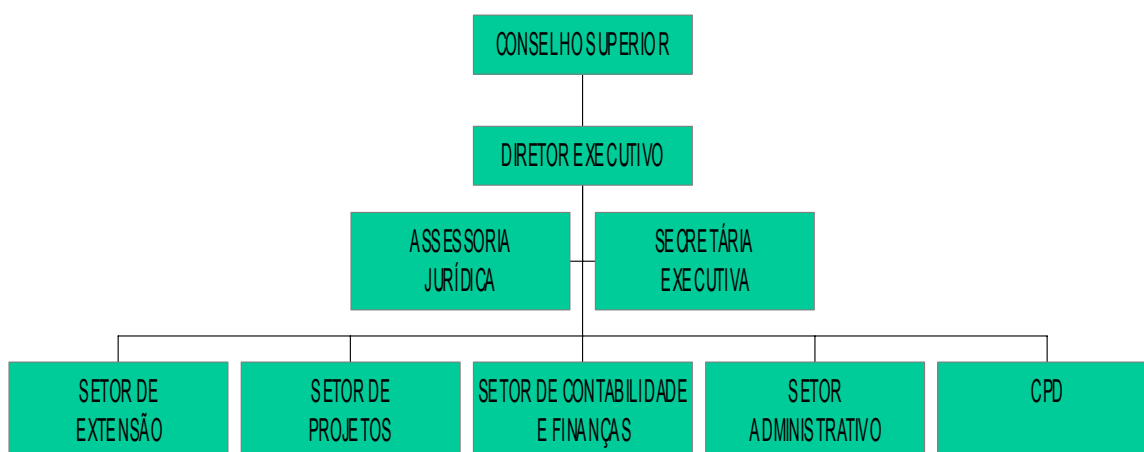 CONSELHO SUPERIOR
DIRETOR EXECUTIVO
ASSESSORIA
JURÍDICA
SECRETÁRIA
EXECUTIVA
SETOR DE
EXTENSÃO
SETOR DE
PROJETOS
SETOR DE CONTABILIDADE
E FINANÇAS
SETOR
ADMINISTRATIVO
CPD